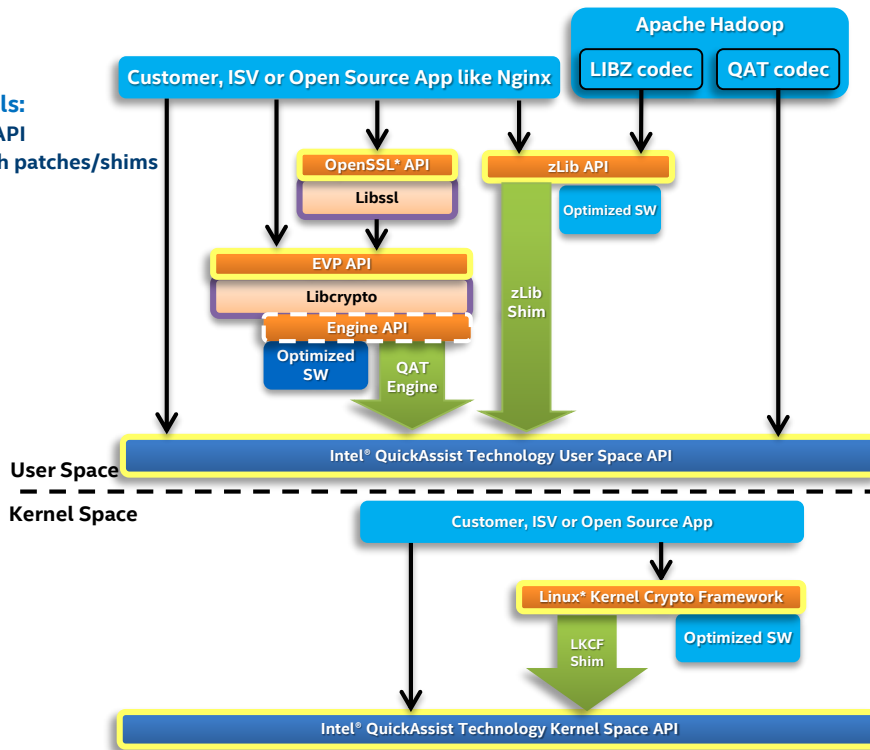 Apache Hadoop
LIBZ codec
QAT codec
Customer, ISV or Open Source App like Nginx
ls:
API
h patches/shims
OpenSSL* API
Libssl
zLib API
Optimized SW
EVP API
Libcrypto
Engine API
Optimized
SW
QAT
Engine
zLib
Shim
Intel® QuickAssist Technology User Space API
User Space
Kernel Space
Customer, ISV or Open Source App
Linux* Kernel Crypto Framework
LKCF
Shim
Optimized SW
Intel® QuickAssist Technology Kernel Space API